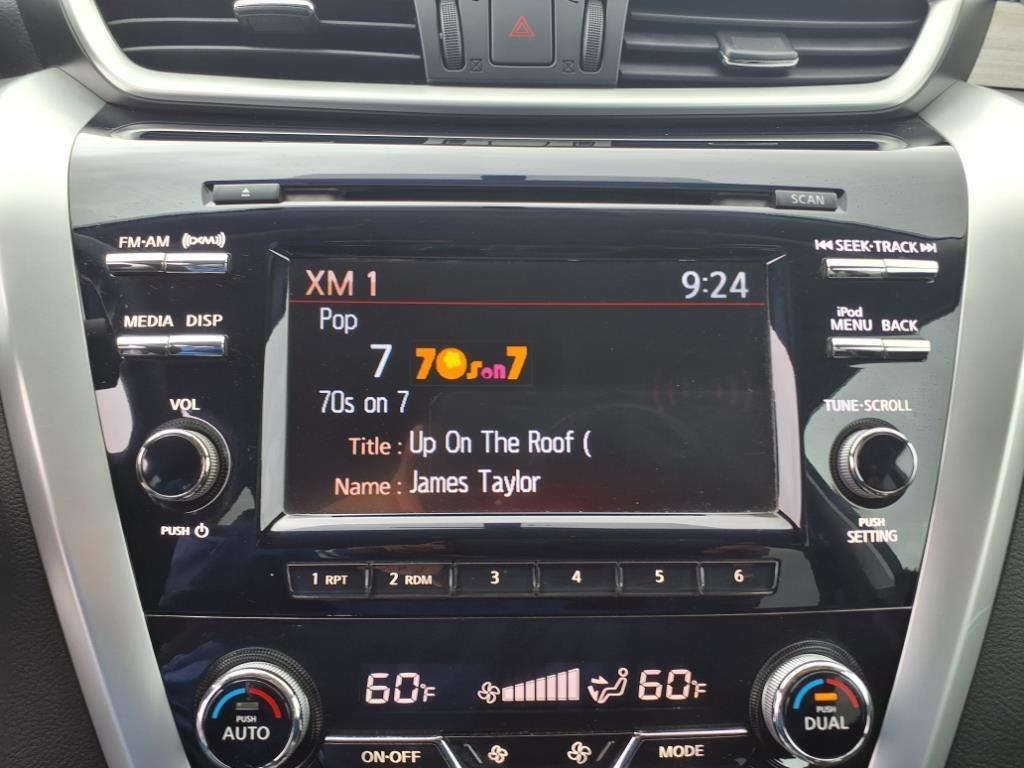 SCAN
FM·AM (((XM)))
SEEK·TRACK
XM 1 9:24
Pop
7 70s on 7
70s on 7
Title : Up On The Roof (
Name : James Taylor
MEDIA DISP
iPod
MENU BACK
VOL
TUNE·SCROLL
PUSH
PUSH
SETTING
1 RPT 2 RDM 3 4 5 6
60°F 60°F
PUSH
AUTO
PUSH
DUAL
ON·OFF MODE